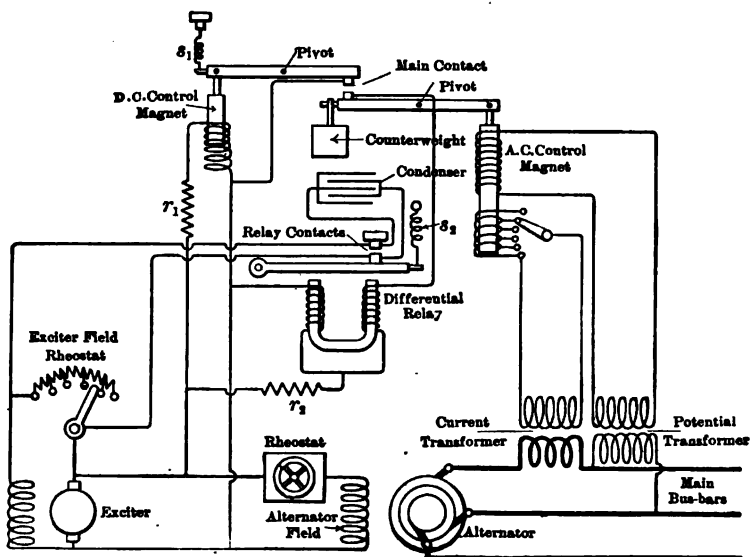 s1
Pivot
Main Contact
Pivot
D.C.Control
Magnet
Counterweight
A.C.Control
Magnet
Condenser
r1
s2
Relay Contacts
Differential
Relay
Exciter Field
Rheostat
r2
Current
Transformer
Potential
Transformer
Rheostat
Main
Bus-bars
Exciter
Alternator
Field
Alternator